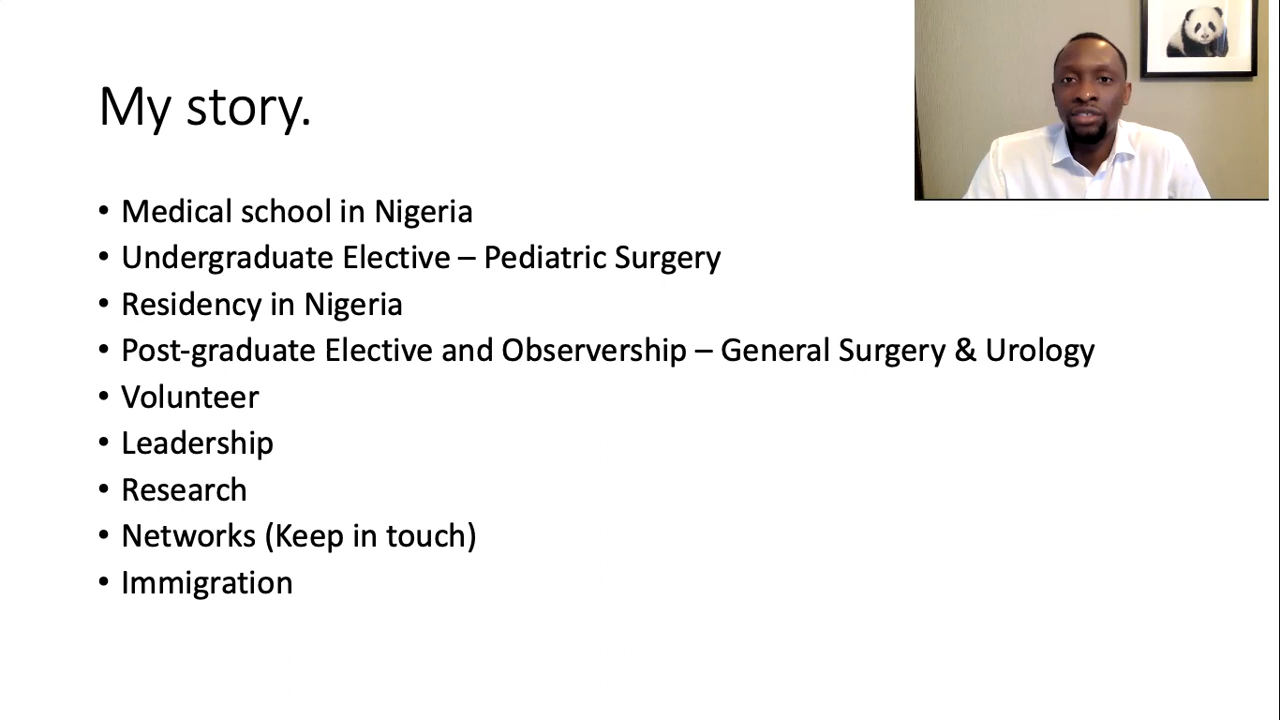 My story.
• Medical school in Nigeria
• Undergraduate Elective – Pediatric Surgery
• Residency in Nigeria
• Post-graduate Elective and Observership – General Surgery & Urology
• Volunteer
• Leadership
• Research
• Networks (Keep in touch)
• Immigration